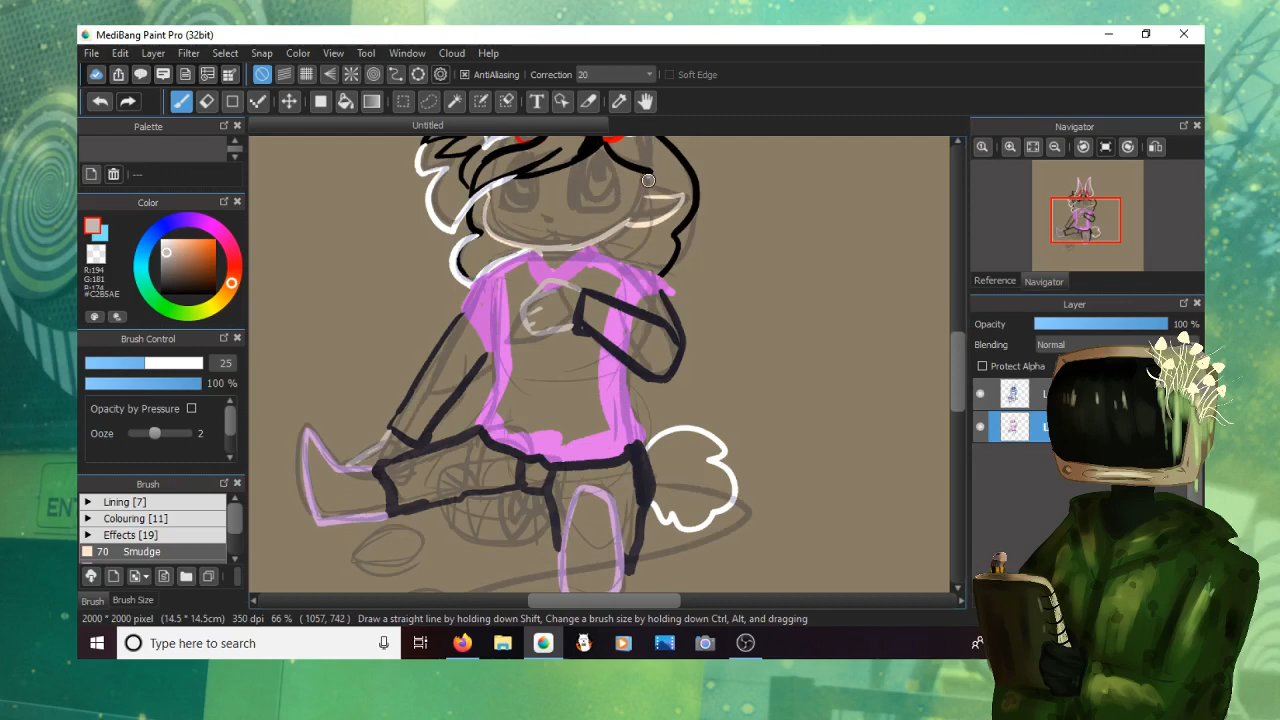 MediBang Paint Pro (32bit)
File Edit Layer Filter Select Snap Color View Tool Window Cloud Help
AntiAliasing Correction 20 Soft Edge
Palette
Untitled
Navigator
---
Color
R:194
G:181
B:174
#C2B5AE
Reference Navigator
Layer
Opacity 100 %
Brush Control
Blending Normal
25
Protect Alpha
100 %
Opacity by Pressure
Ooze 2
Brush
Lining [7]
Colouring [11]
Effects [19]
70 Smudge
Brush Brush Size
2000 * 2000 pixel (14.5 * 14.5cm) 350 dpi 66 % ( 1057, 742 ) Draw a straight line by holding down Shift, Change a brush size by holding down Ctrl, Alt, and dragging
Type here to search